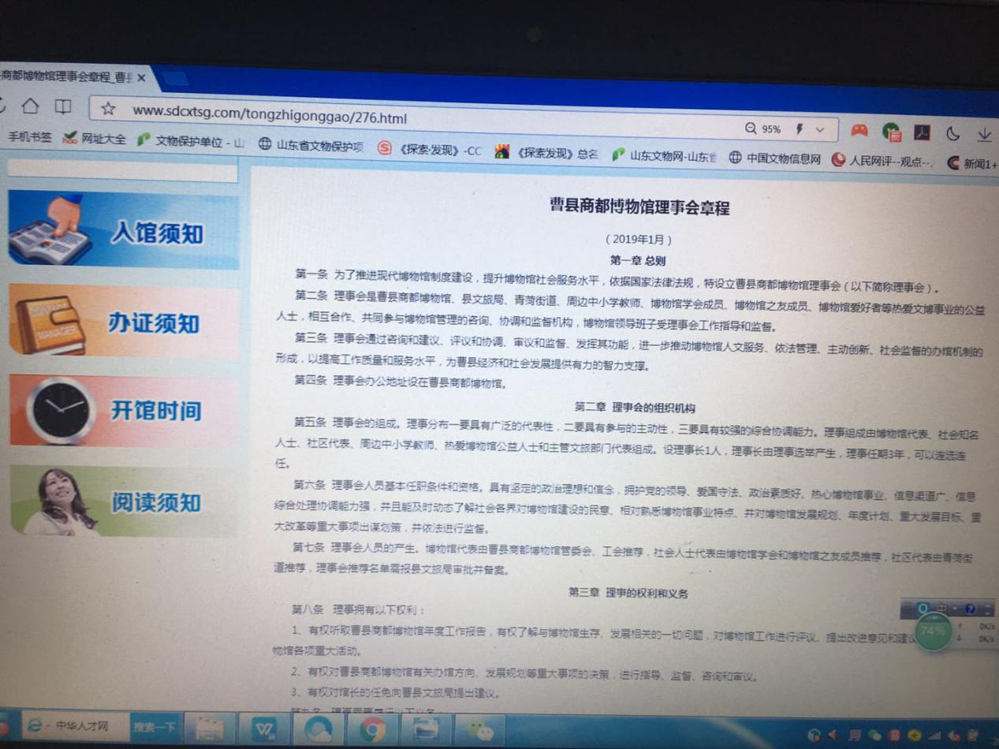 商都博物馆理事会章程_曹县
www.sdcxtsg.com/tongzhigonggao/276.html
95%
手机书签 网址大全 文物保护单位 - 山 山东省文物保护项 《探索·发现》-CC 《探索发现》总名 山东文物网-山东省 中国文物信息网 人民网评--观点-- 新闻1+
入馆须知
办证须知
开馆时间
阅读须知
曹县商都博物馆理事会章程
（2019年1月）
第一章 总则
第一条 为了推进现代博物馆制度建设，提升博物馆社会服务水平，依据国家法律法规，特设立曹县商都博物馆理事会（以下简称理事会）。
第二条 理事会是曹县商都博物馆、县文旅局、青菏街道、周边中小学教师、博物馆学会成员、博物馆之友成员、博物馆爱好者等热爱文博事业的公益
人士，相互合作、共同参与博物馆管理的咨询、协调和监督机构，博物馆领导班子受理事会工作指导和监督。
第三条 理事会通过咨询和建议、评议和协调、审议和监督、发挥其功能，进一步推动博物馆人文服务、依法管理、主动创新、社会监督的办馆机制的
形成，以提高工作质量和服务水平，为曹县经济和社会发展提供有力的智力支撑。
第四条 理事会办公地址设在曹县商都博物馆。
第二章 理事会的组织机构
第五条 理事会的组成。理事分布一要具有广泛的代表性，二要具有参与的主动性，三要具有较强的综合协调能力。理事组成由博物馆代表、社会知名
人士、社区代表、周边中小学教师、热爱博物馆公益人士和主管文旅部门代表组成。设理事长1人，理事长由理事选举产生，理事任期3年，可以连选连
任。
第六条 理事会人员基本任职条件和资格。具有坚定的政治理想和信念，拥护党的领导、爱国守法、政治素质好、热心博物馆事业、信息渠道广、信息
综合处理协调能力强，并且能及时动态了解社会各界对博物馆建设的民意、相对熟悉博物馆事业特点、并对博物馆发展规划、年度计划、重大发展目标、重
大改革等重大事项出谋划策，并依法进行监督。
第七条 理事会人员的产生。博物馆代表由曹县商都博物馆管委会、工会推荐，社会人士代表由博物馆学会和博物馆之友成员推荐，社区代表由青菏街
道推荐，理事会推荐名单需报县文旅局审批并备案。
第三章 理事的权利和义务
第八条 理事拥有以下权利：
1、有权听取曹县商都博物馆年度工作报告，有权了解与博物馆生存、发展相关的一切问题，对博物馆工作进行评议、提出改进意见和建议
物馆各项重大活动。
2、有权对曹县商都博物馆有关办馆方向、发展规划等重大事项的决策，进行指导、监督、咨询和审议。
3、有权对馆长的任免向曹县文旅局提出建议。
74%
0K/s
0K/s
中华人才网 搜索一下